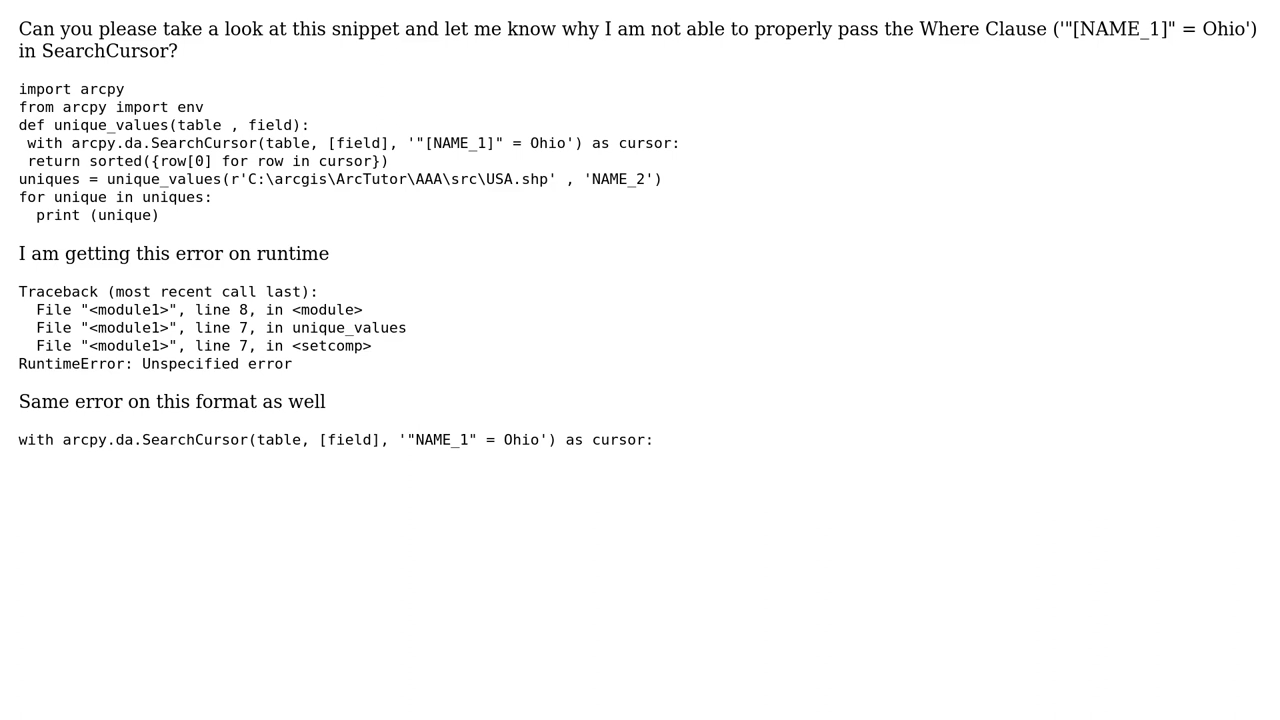 Can you please take a look at this snippet and let me know why I am not able to properly pass the Where Clause ('"[NAME_1]" = Ohio')
in SearchCursor?
import arcpy
from arcpy import env
def unique_values(table , field):
 with arcpy.da.SearchCursor(table, [field], '"[NAME_1]" = Ohio') as cursor:
 return sorted({row[0] for row in cursor})
uniques = unique_values(r'C:\arcgis\ArcTutor\AAA\src\USA.shp' , 'NAME_2')
for unique in uniques:
  print (unique)
I am getting this error on runtime
Traceback (most recent call last):
  File "<module1>", line 8, in <module>
  File "<module1>", line 7, in unique_values
  File "<module1>", line 7, in <setcomp>
RuntimeError: Unspecified error
Same error on this format as well
with arcpy.da.SearchCursor(table, [field], '"NAME_1" = Ohio') as cursor: